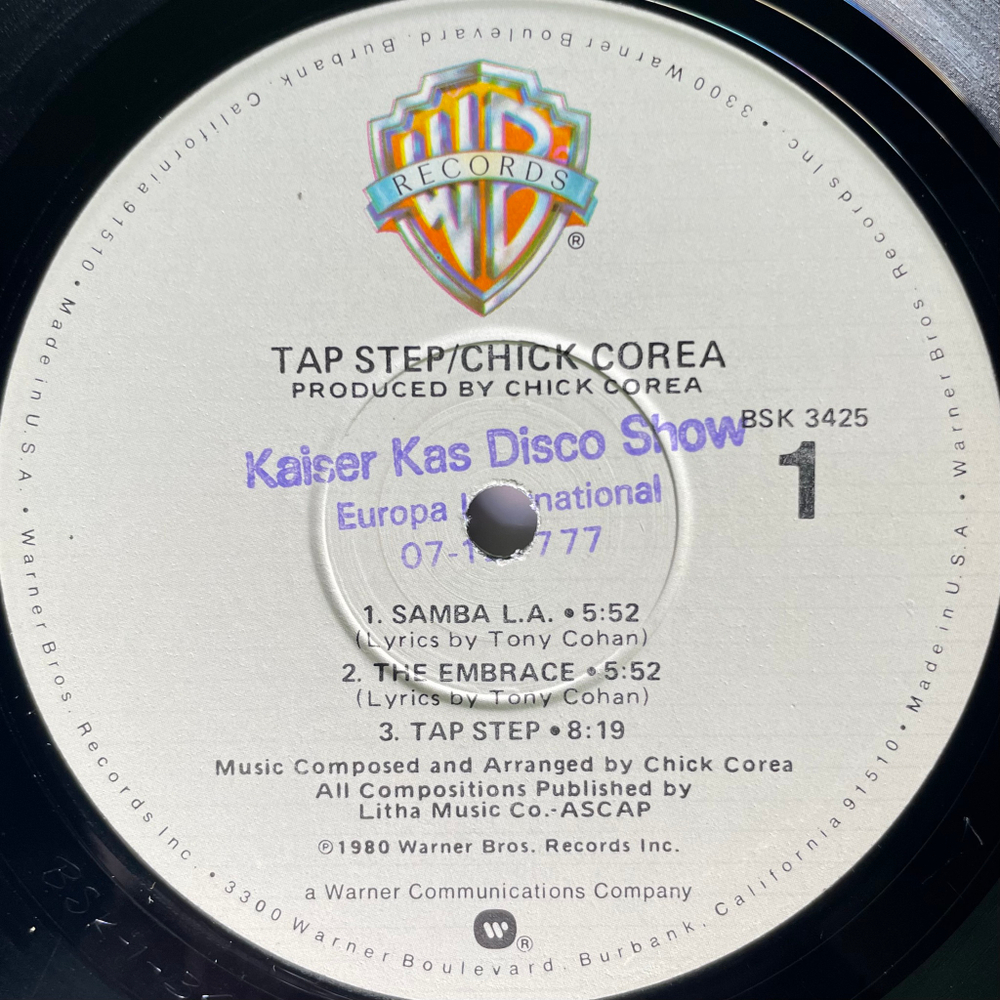 WB
RECORDS
®
TAP STEP/CHICK COREA
PRODUCED BY CHICK COREA
BSK 3425
1
Kaiser Kas Disco Show
Europa
07-1 777
1. SAMBA L.A. • 5:52
(Lyrics by Tony Cohan)
2. THE EMBRACE • 5:52
(Lyrics by Tony Cohan)
3. TAP STEP • 8:19
Music Composed and Arranged by Chick Corea
All Compositions Published by
Litha Music Co.-ASCAP
℗1980 Warner Bros. Records Inc.
a Warner Communications Company
W®
Made in U.S.A. • Warner Bros. Records Inc. • 3300 Warner Boulevard. Burbank, California 91510 • Made in U.S.A. • Warner Bros. Records Inc. • 3300 Warner Boulevard. Burbank, California 91510 •